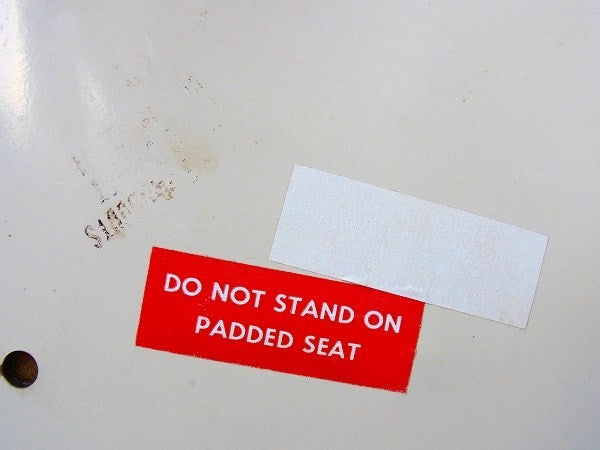 DO NOT STAND ON
PADDED SEAT